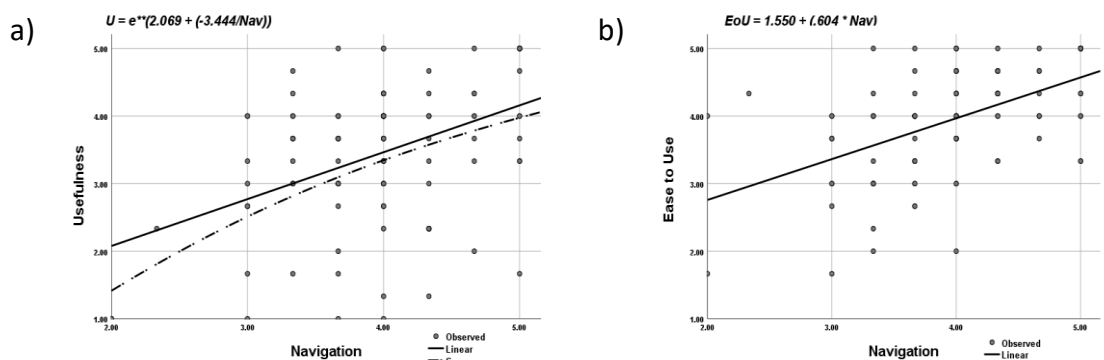 a)
U = e**(2.069 + (-3.444/Nav))
5.00
4.00
3.00
2.00
1.00
2.00
3.00
4.00
5.00
Usefulness
Navigation
Observed
Linear
b)
EoU = 1.550 + (.604 * Nav)
5.00
4.00
3.00
2.00
1.00
2.00
3.00
4.00
5.00
Ease to Use
Navigation
Observed
Linear